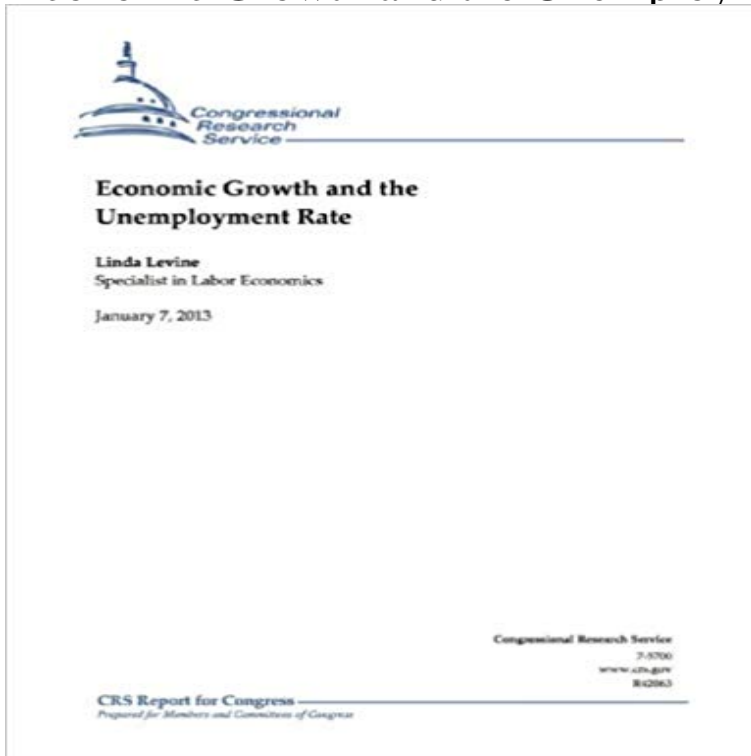 Congressional
Research
Service
Economic Growth and the
Unemployment Rate
Linda Levine
Specialist in Labor Economics
January 7, 2013
Congressional Research Service
7-5700
www.crs.gov
R42063
CRS Report for Congress
Prepared for Members and Committees of Congress